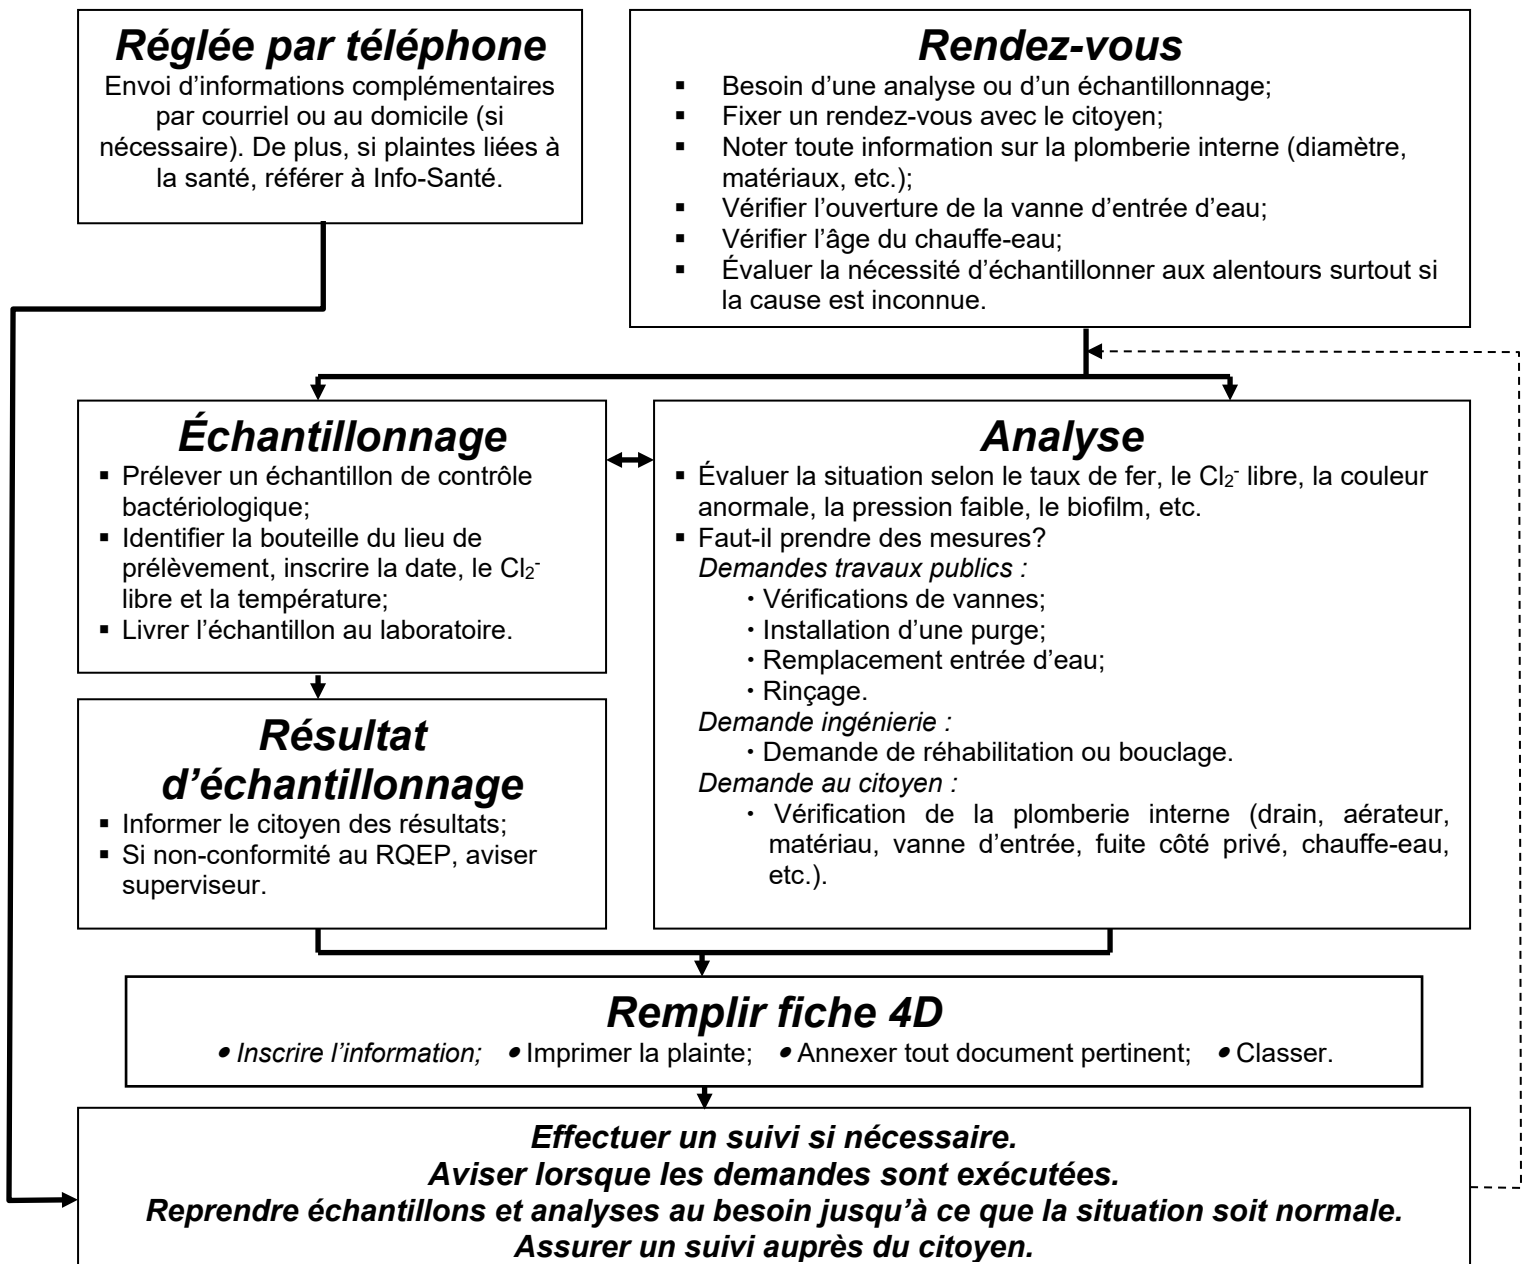 Réglée par téléphone
Envoi d’informations complémentaires
par courriel ou au domicile (si
nécessaire). De plus, si plaintes liées à
la santé, référer à Info-Santé.
Rendez-vous
▪ Besoin d’une analyse ou d’un échantillonnage;
▪ Fixer un rendez-vous avec le citoyen;
▪ Noter toute information sur la plomberie interne (diamètre,
matériaux, etc.);
▪ Vérifier l’ouverture de la vanne d’entrée d’eau;
▪ Vérifier l’âge du chauffe-eau;
▪ Évaluer la nécessité d’échantillonner aux alentours surtout si
la cause est inconnue.
Échantillonnage
▪ Prélever un échantillon de contrôle
bactériologique;
▪ Identifier la bouteille du lieu de
prélèvement, inscrire la date, le Cl₂⁻
libre et la température;
▪ Livrer l’échantillon au laboratoire.
Analyse
▪ Évaluer la situation selon le taux de fer, le Cl₂⁻ libre, la couleur
anormale, la pression faible, le biofilm, etc.
▪ Faut-il prendre des mesures?
Demandes travaux publics :
· Vérifications de vannes;
· Installation d’une purge;
· Remplacement entrée d’eau;
· Rinçage.
Demande ingénierie :
· Demande de réhabilitation ou bouclage.
Demande au citoyen :
· Vérification de la plomberie interne (drain, aérateur,
matériau, vanne d’entrée, fuite côté privé, chauffe-eau,
etc.).
Résultat
d’échantillonnage
▪ Informer le citoyen des résultats;
▪ Si non-conformité au RQEP, aviser
superviseur.
Remplir fiche 4D
• Inscrire l’information; • Imprimer la plainte; • Annexer tout document pertinent; • Classer.
Effectuer un suivi si nécessaire.
Aviser lorsque les demandes sont exécutées.
Reprendre échantillons et analyses au besoin jusqu’à ce que la situation soit normale.
Assurer un suivi auprès du citoyen.